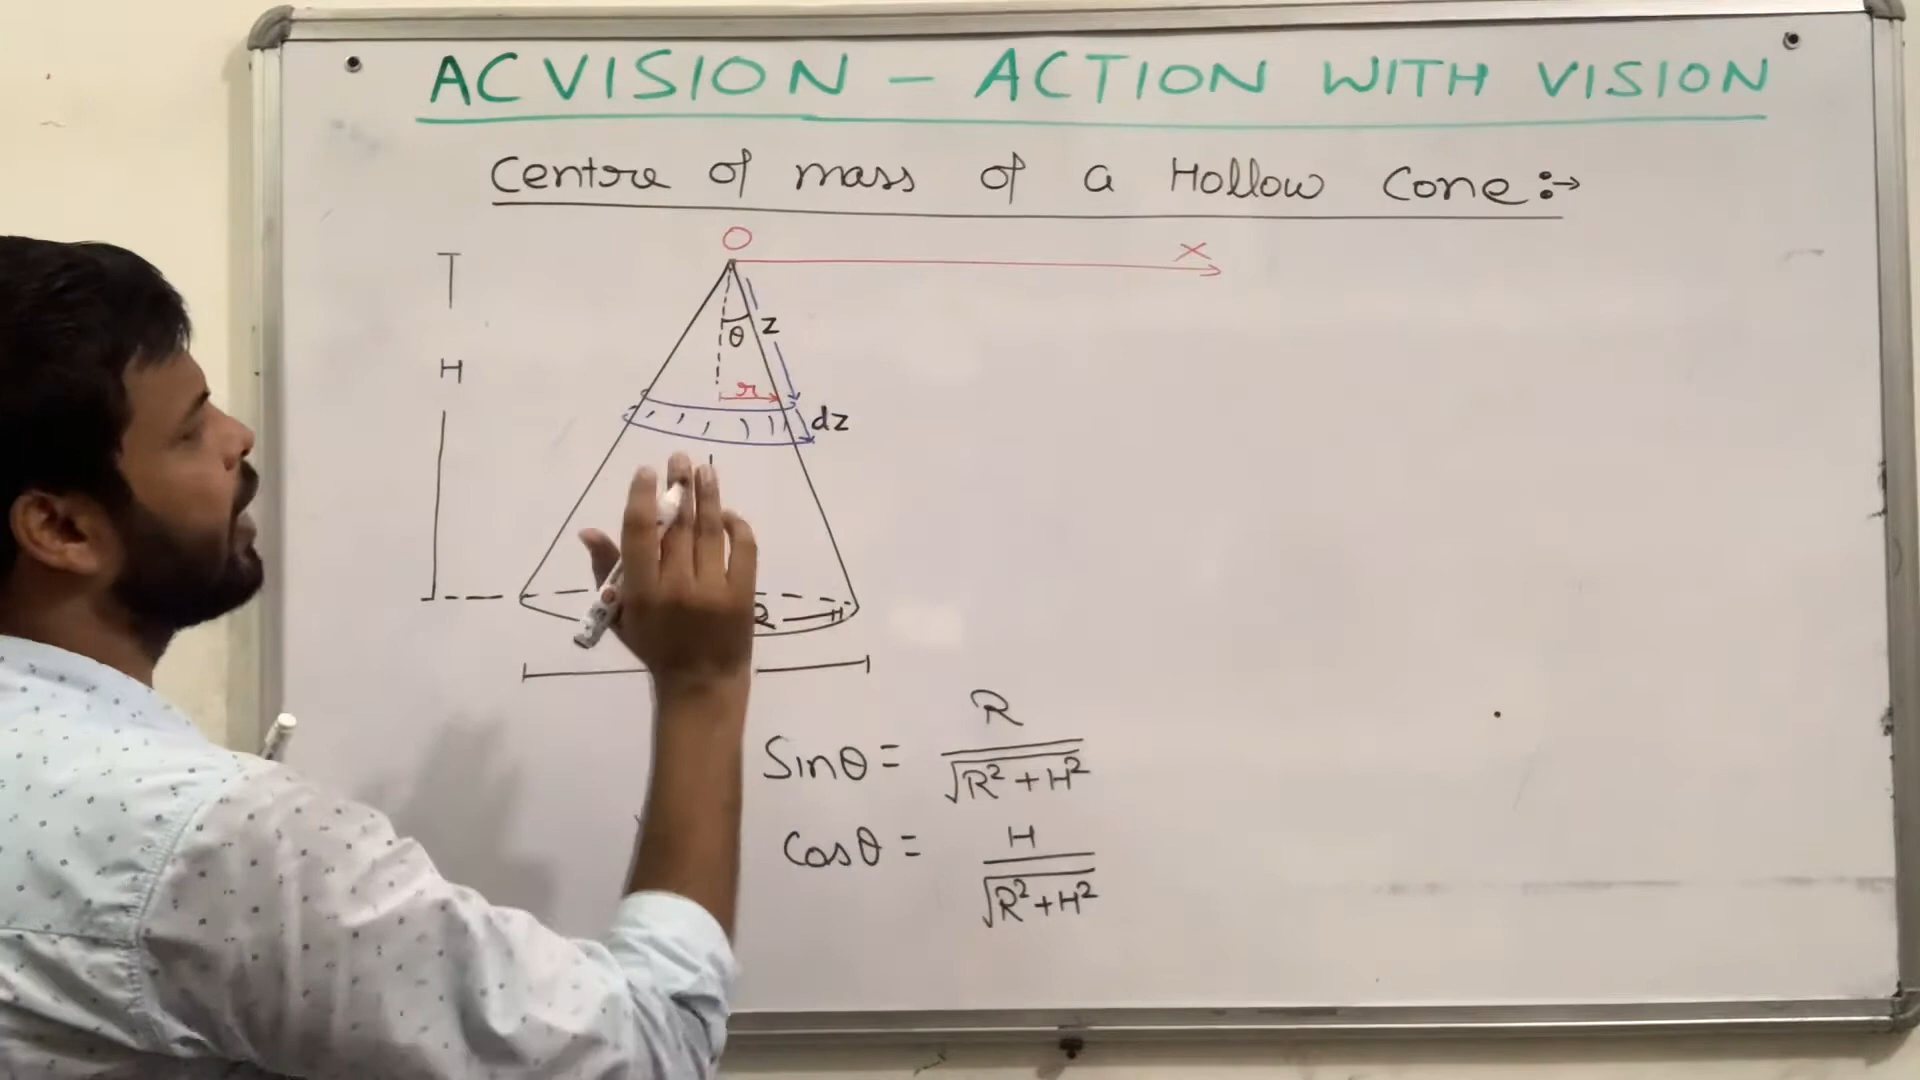 ACVISION - ACTION WITH VISION
Centre of mass of a Hollow Cone:→
O
X
θ
z
H
r
dz
R
Sinθ = R/√R²+H²
Cosθ = H/√R²+H²